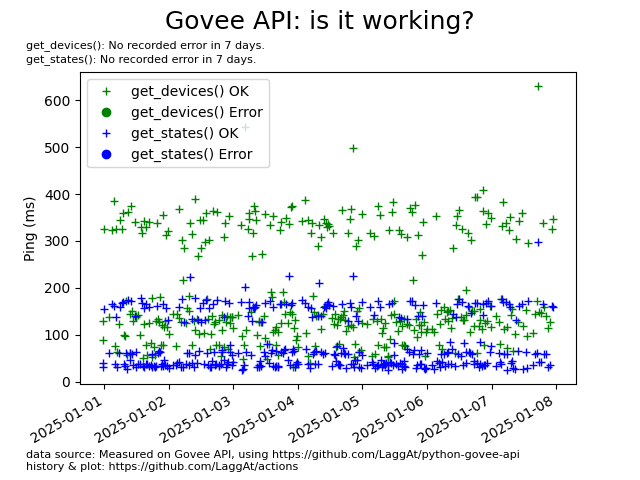 Govee API: is it working?
get_devices(): No recorded error in 7 days.
get_states(): No recorded error in 7 days.
get_devices() OK
get_devices() Error
get_states() OK
get_states() Error
Ping (ms)
600
500
400
300
200
100
0
2025-01-01
2025-01-02
2025-01-03
2025-01-04
2025-01-05
2025-01-06
2025-01-07
2025-01-08
data source: Measured on Govee API, using https://github.com/LaggAt/python-govee-api
history & plot: https://github.com/LaggAt/actions